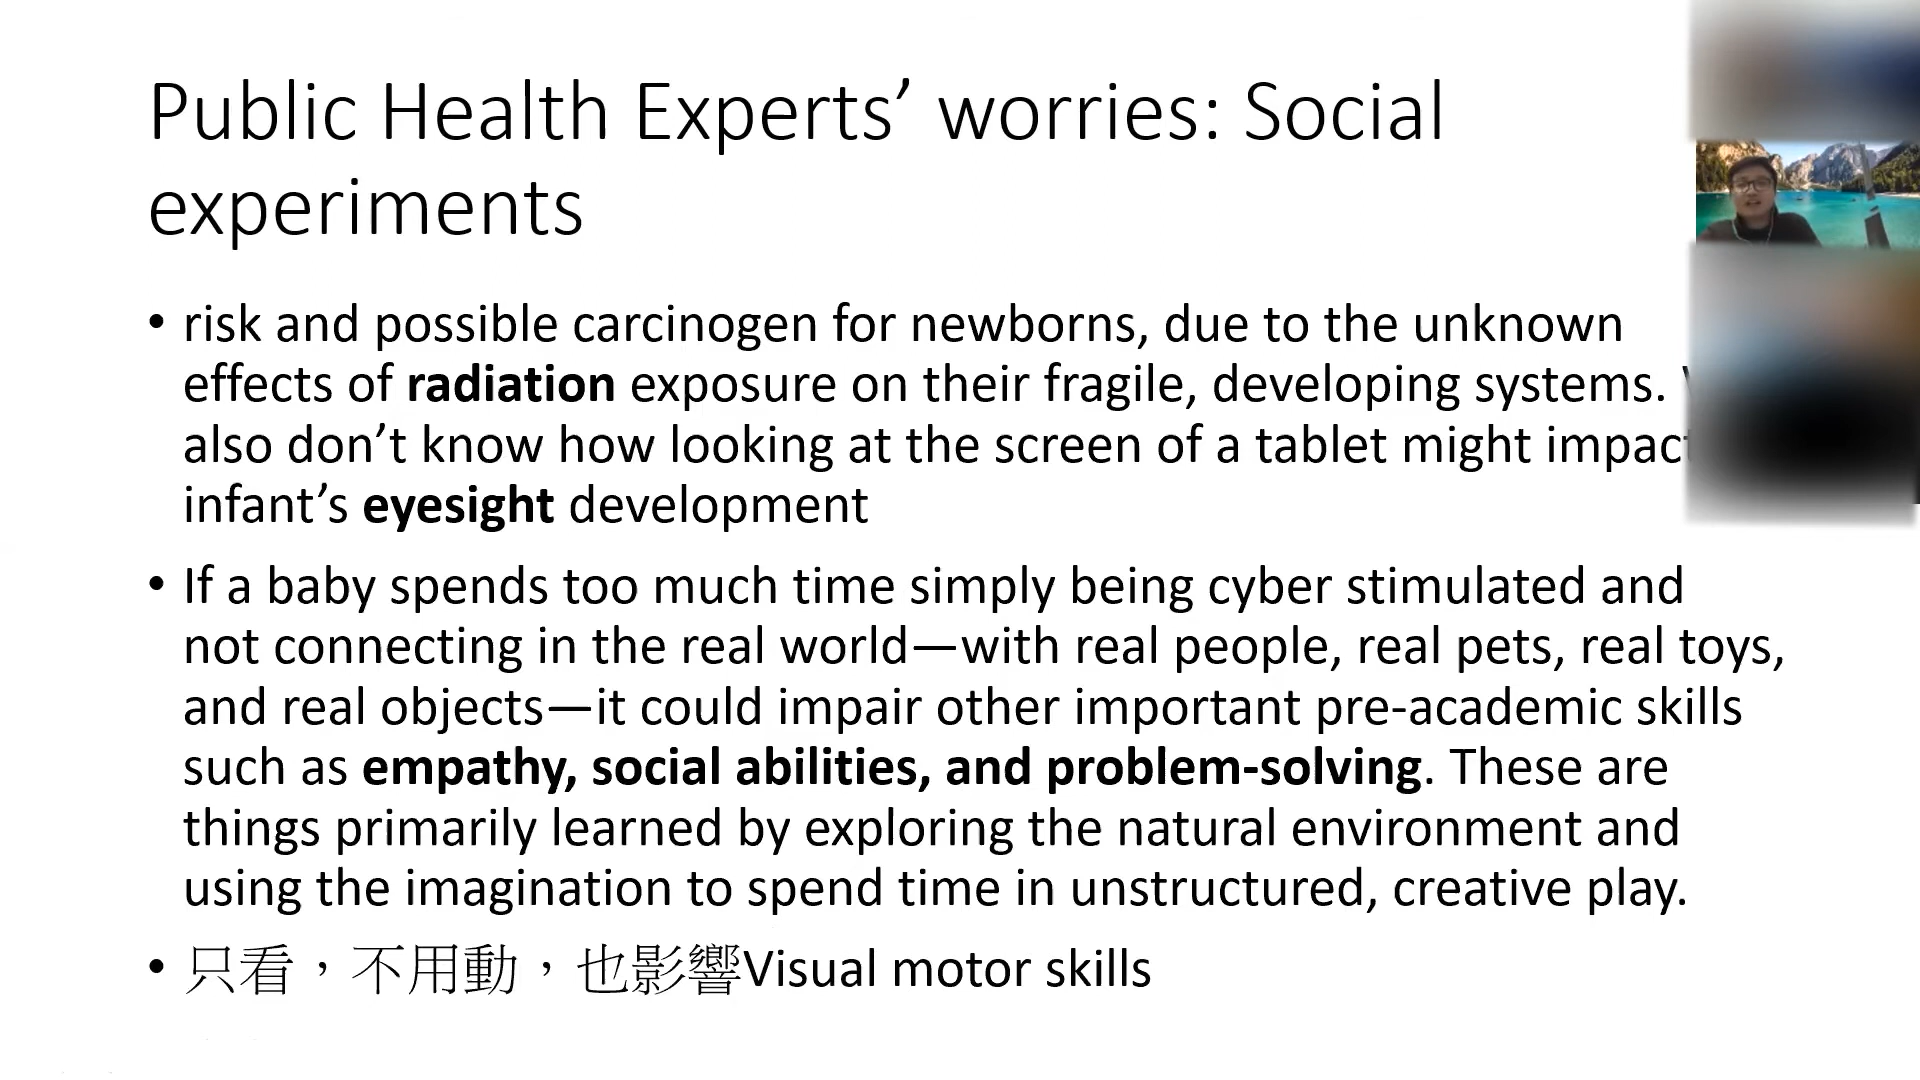 Public Health Experts’ worries: Social
experiments
• risk and possible carcinogen for newborns, due to the unknown
effects of radiation exposure on their fragile, developing systems.
also don’t know how looking at the screen of a tablet might impact
infant’s eyesight development
• If a baby spends too much time simply being cyber stimulated and
not connecting in the real world—with real people, real pets, real toys,
and real objects—it could impair other important pre-academic skills
such as empathy, social abilities, and problem-solving. These are
things primarily learned by exploring the natural environment and
using the imagination to spend time in unstructured, creative play.
• 只看，不用動，也影響Visual motor skills